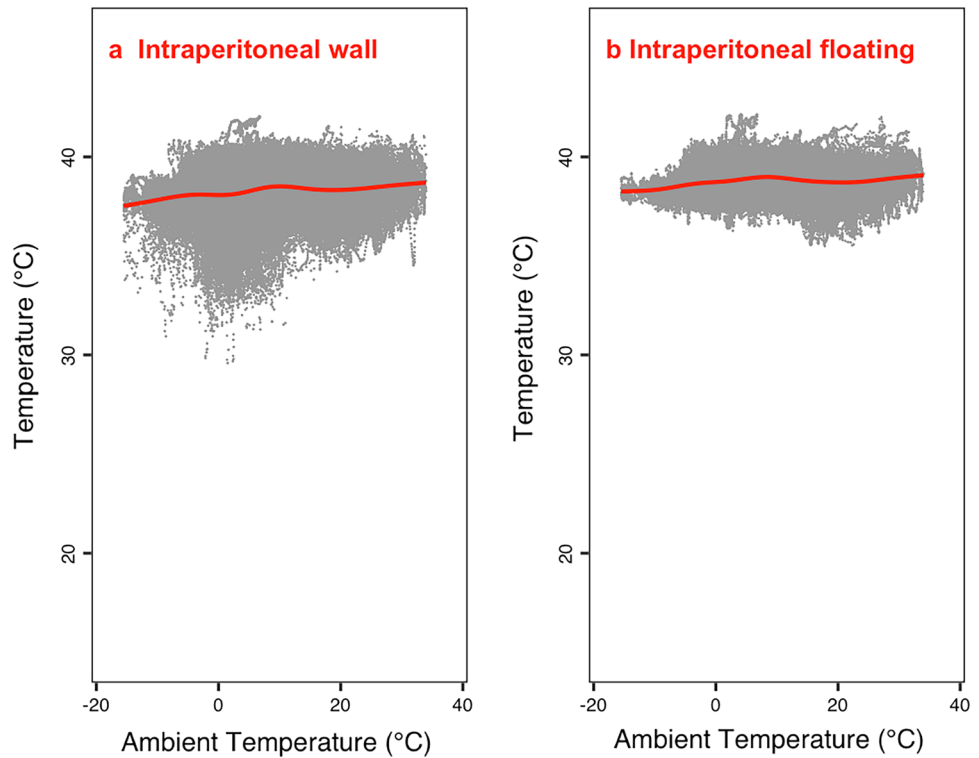 a Intraperitoneal wall
40
30
20
Temperature (°C)
-20 0 20 40
Ambient Temperature (°C)
b Intraperitoneal floating
40
30
20
Temperature (°C)
-20 0 20 40
Ambient Temperature (°C)